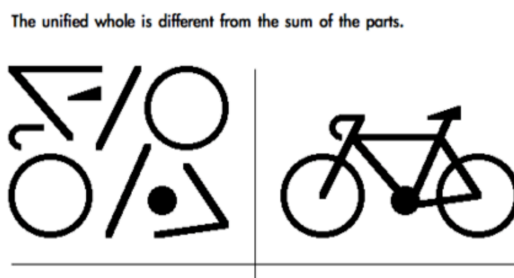 The unified whole is different from the sum of the parts.